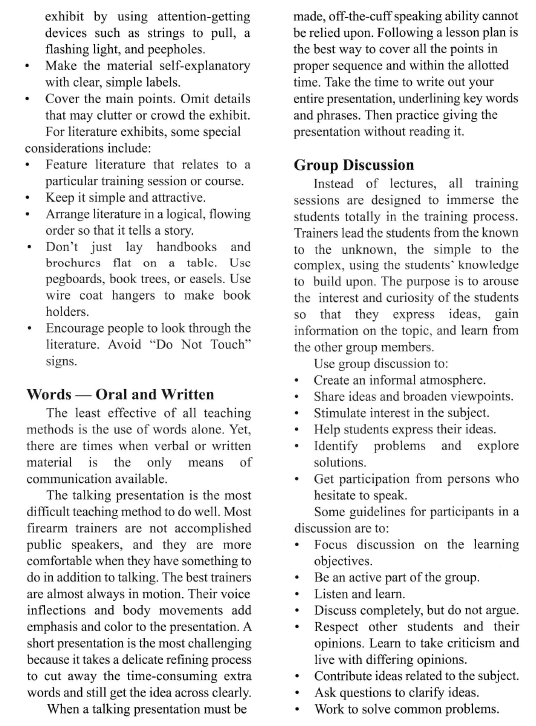 exhibit by using attention-getting
devices such as strings to pull, a
flashing light, and peepholes.
• Make the material self-explanatory
with clear, simple labels.
• Cover the main points. Omit details
that may clutter or crowd the exhibit.
For literature exhibits, some special
considerations include:
• Feature literature that relates to a
particular training session or course.
• Keep it simple and attractive.
• Arrange literature in a logical, flowing
order so that it tells a story.
• Don't just lay handbooks and
brochures flat on a table. Use
pegboards, book trees, or easels. Use
wire coat hangers to make book
holders.
• Encourage people to look through the
literature. Avoid "Do Not Touch"
signs.
Words — Oral and Written
The least effective of all teaching
methods is the use of words alone. Yet,
there are times when verbal or written
material is the only means of
communication available.
The talking presentation is the most
difficult teaching method to do well. Most
firearm trainers are not accomplished
public speakers, and they are more
comfortable when they have something to
do in addition to talking. The best trainers
are almost always in motion. Their voice
inflections and body movements add
emphasis and color to the presentation. A
short presentation is the most challenging
because it takes a delicate refining process
to cut away the time-consuming extra
words and still get the idea across clearly.
When a talking presentation must be
made, off-the-cuff speaking ability cannot
be relied upon. Following a lesson plan is
the best way to cover all the points in
proper sequence and within the allotted
time. Take the time to write out your
entire presentation, underlining key words
and phrases. Then practice giving the
presentation without reading it.
Group Discussion
Instead of lectures, all training
sessions are designed to immerse the
students totally in the training process.
Trainers lead the students from the known
to the unknown, the simple to the
complex, using the students' knowledge
to build upon. The purpose is to arouse
the interest and curiosity of the students
so that they express ideas, gain
information on the topic, and learn from
the other group members.
Use group discussion to:
• Create an informal atmosphere.
• Share ideas and broaden viewpoints.
• Stimulate interest in the subject.
• Help students express their ideas.
• Identify problems and explore
solutions.
• Get participation from persons who
hesitate to speak.
Some guidelines for participants in a
discussion are to:
• Focus discussion on the learning
objectives.
• Be an active part of the group.
• Listen and learn.
• Discuss completely, but do not argue.
• Respect other students and their
opinions. Learn to take criticism and
live with differing opinions.
• Contribute ideas related to the subject.
• Ask questions to clarify ideas.
• Work to solve common problems.